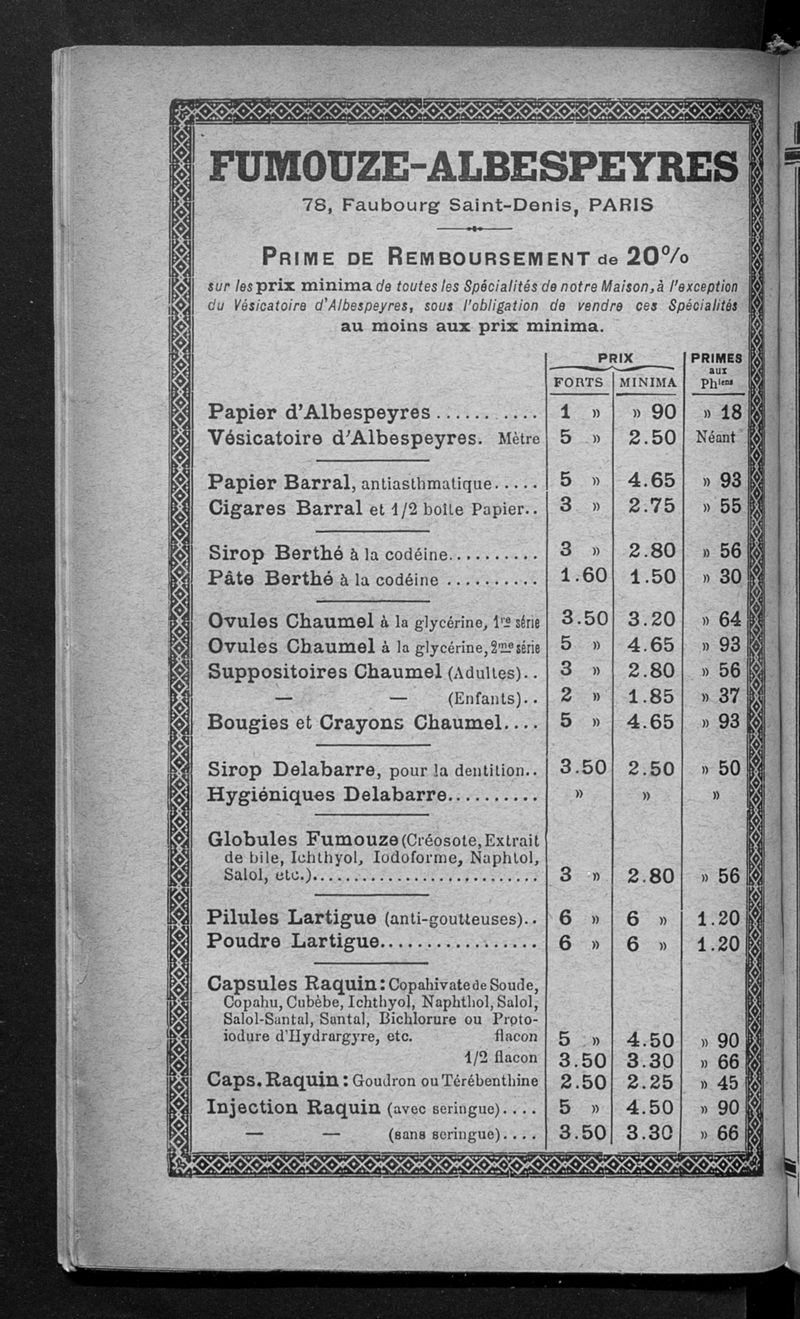 FUMOUZE-ALBESPEYRES
78, Faubourg Saint-Denis, PARIS
PRIME DE REMBOURSEMENT de 20%
sur les prix minima de toutes les Spécialités de notre Maison, à l'exception
du Vésicatoire d'Albespeyres, sous l'obligation de vendre ces Spécialités
au moins aux prix minima.
PRIX PRIMES
aux
FORTS MINIMA Phiens
Papier d'Albespeyres .......... 1 » » 90 » 18
Vésicatoire d'Albespeyres. Mètre 5 » 2.50 Néant
Papier Barral, antiasthmatique..... 5 » 4.65 » 93
Cigares Barral et 1/2 boîte Papier.. 3 » 2.75 » 55
Sirop Berthé à la codéine.......... 3 » 2.80 » 56
Pâte Berthé à la codéine .......... 1.60 1.50 » 30
Ovules Chaumel à la glycérine, 1re série 3.50 3.20 » 64
Ovules Chaumel à la glycérine, 2me série 5 » 4.65 » 93
Suppositoires Chaumel (Adultes).. 3 » 2.80 » 56
— — (Enfants).. 2 » 1.85 » 37
Bougies et Crayons Chaumel.... 5 » 4.65 » 93
Sirop Delabarre, pour la dentition.. 3.50 2.50 » 50
Hygiéniques Delabarre.......... » » »
Globules Fumouze (Créosote, Extrait
de bile, Ichthyol, Iodoforme, Naphtol,
Salol, etc.)............................ 3 » 2.80 » 56
Pilules Lartigue (anti-goutteuses).. 6 » 6 » 1.20
Poudre Lartigue................. 6 » 6 » 1.20
Capsules Raquin: Copahivate de Soude,
Copahu, Cubèbe, Ichthyol, Naphthol, Salol,
Salol-Santal, Santal, Bichlorure ou Proto-
iodure d'Hydrargyre, etc. flacon 5 » 4.50 » 90
1/2 flacon 3.50 3.30 » 66
Caps. Raquin: Goudron ou Térébenthine 2.50 2.25 » 45
Injection Raquin (avec seringue).... 5 » 4.50 » 90
— — (sans seringue).... 3.50 3.30 » 66